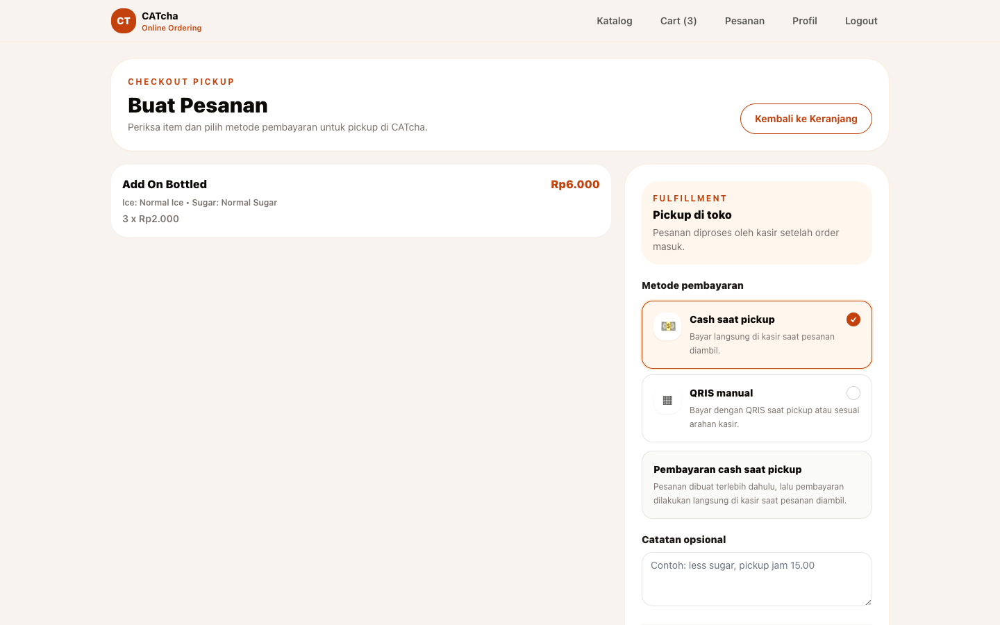 CT
CATcha
Online Ordering
Katalog
Cart (3)
Pesanan
Profil
Logout
CHECKOUT PICKUP
Buat Pesanan
Periksa item dan pilih metode pembayaran untuk pickup di CATcha.
Kembali ke Keranjang
Add On Bottled
Rp6.000
Ice: Normal Ice • Sugar: Normal Sugar
3 x Rp2.000
FULFILLMENT
Pickup di toko
Pesanan diproses oleh kasir setelah order
masuk.
Metode pembayaran
Cash saat pickup
Bayar langsung di kasir saat pesanan
diambil.
QRIS manual
Bayar dengan QRIS saat pickup atau sesuai
arahan kasir.
Pembayaran cash saat pickup
Pesanan dibuat terlebih dahulu, lalu pembayaran
dilakukan langsung di kasir saat pesanan diambil.
Catatan opsional
Contoh: less sugar, pickup jam 15.00